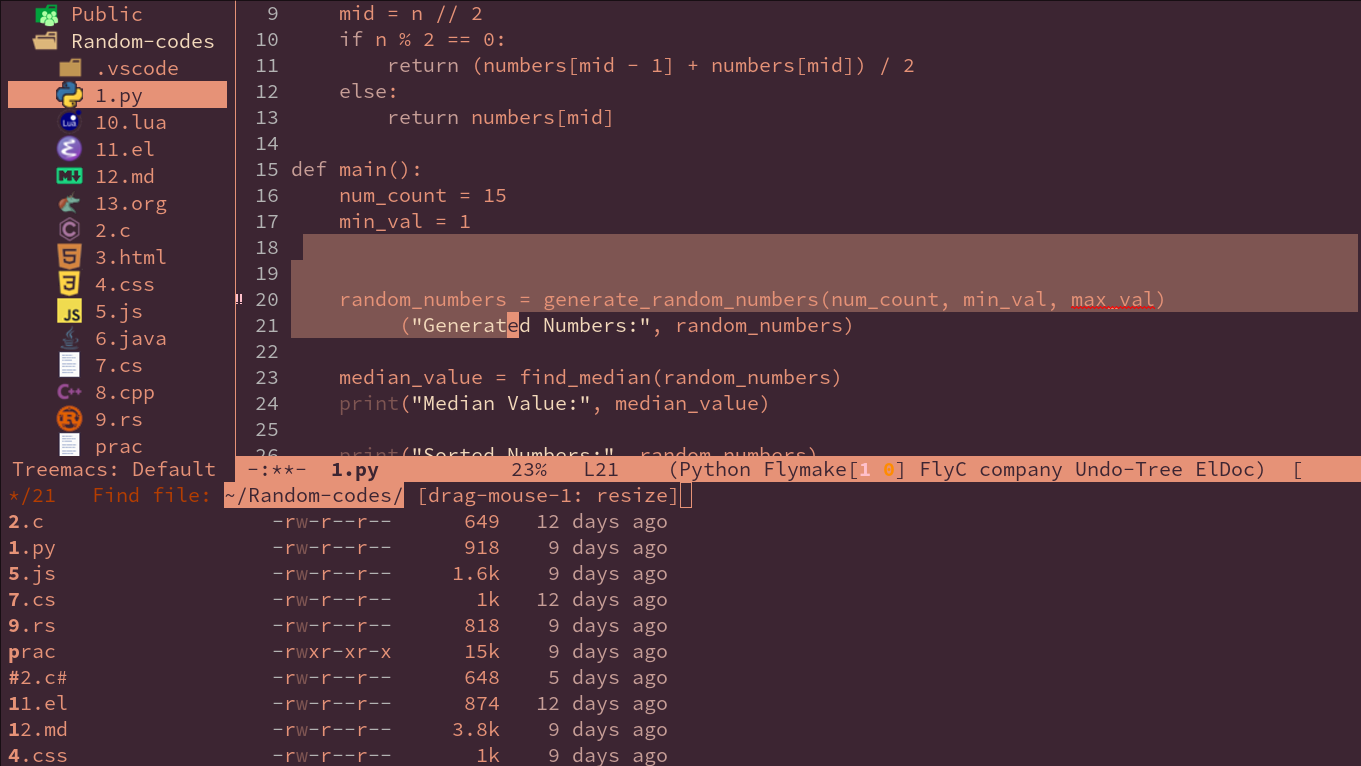 Public
Random-codes
.vscode
1.py
10.lua
11.el
12.md
13.org
2.c
3.html
4.css
5.js
6.java
7.cs
8.cpp
9.rs
prac
Treemacs: Default
9 mid = n // 2
10 if n % 2 == 0:
11 return (numbers[mid - 1] + numbers[mid]) / 2
12 else:
13 return numbers[mid]
14
15 def main():
16 num_count = 15
17 min_val = 1
18
19
!! 20 random_numbers = generate_random_numbers(num_count, min_val, max_val)
21 ("Generated Numbers:", random_numbers)
22
23 median_value = find_median(random_numbers)
24 print("Median Value:", median_value)
25
26 print("Sorted Numbers:", random_numbers)
-:**- 1.py 23% L21 (Python Flymake[1 0] FlyC company Undo-Tree ElDoc) [
*/21 Find file: ~/Random-codes/ [drag-mouse-1: resize]
2.c -rw-r--r-- 649 12 days ago
1.py -rw-r--r-- 918 9 days ago
5.js -rw-r--r-- 1.6k 9 days ago
7.cs -rw-r--r-- 1k 12 days ago
9.rs -rw-r--r-- 818 9 days ago
prac -rwxr-xr-x 15k 9 days ago
#2.c# -rw-r--r-- 648 5 days ago
11.el -rw-r--r-- 874 12 days ago
12.md -rw-r--r-- 3.8k 9 days ago
4.css -rw-r--r-- 1k 9 days ago